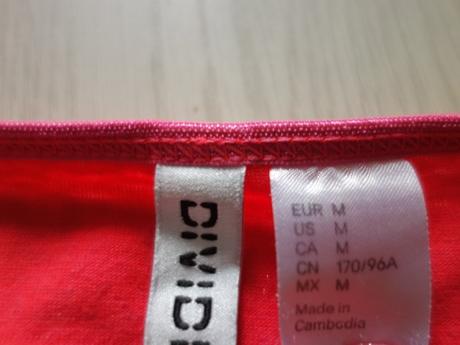 DIVID
EUR M
US M
CA M
CN 170/96A
MX M
Made in
Cambodia